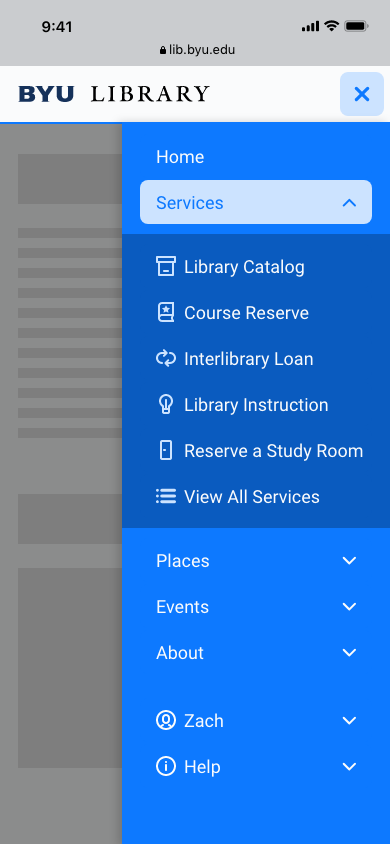 9:41
lib.byu.edu
BYU LIBRARY
Home
Services
Library Catalog
Course Reserve
Interlibrary Loan
Library Instruction
Reserve a Study Room
View All Services
Places
Events
About
Zach
Help